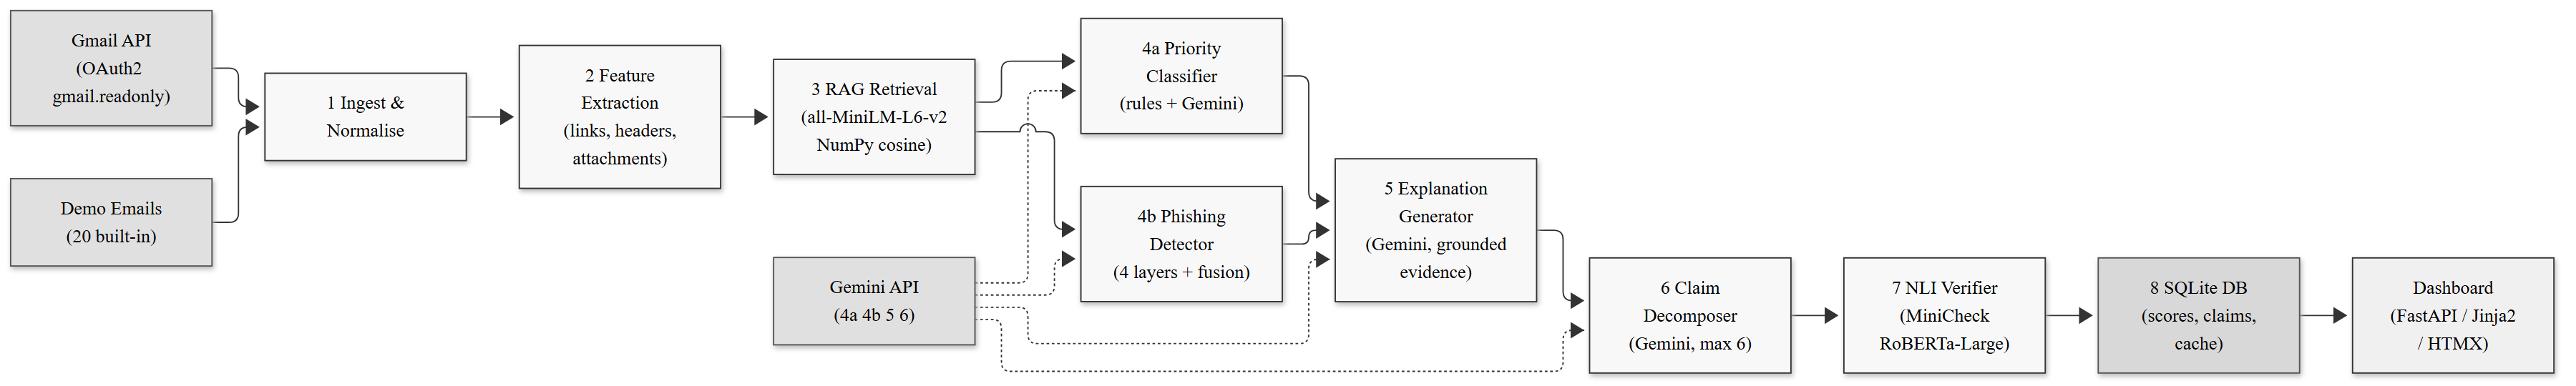 Gmail API
(OAuth2
gmail.readonly)
Demo Emails
(20 built-in)
1 Ingest &
Normalise
2 Feature
Extraction
(links, headers,
attachments)
3 RAG Retrieval
(all-MiniLM-L6-v2
NumPy cosine)
Gemini API
(4a 4b 5 6)
4a Priority
Classifier
(rules + Gemini)
4b Phishing
Detector
(4 layers + fusion)
5 Explanation
Generator
(Gemini, grounded
evidence)
6 Claim
Decomposer
(Gemini, max 6)
7 NLI Verifier
(MiniCheck
RoBERTa-Large)
8 SQLite DB
(scores, claims,
cache)
Dashboard
(FastAPI / Jinja2
/ HTMX)